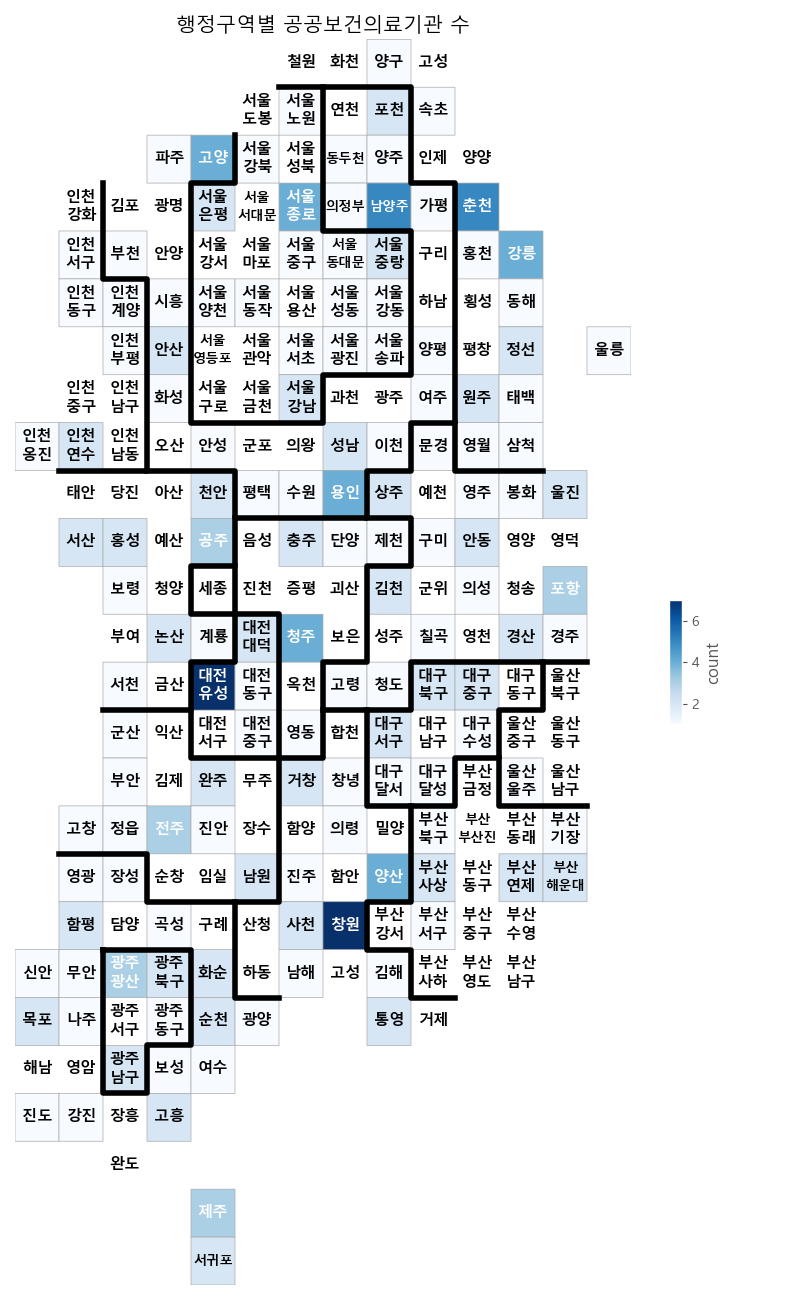 행정구역별 공공보건의료기관 수
철원 화천 양구 고성
서울 도봉 서울 노원 연천 포천 속초
파주 고양 서울 강북 서울 성북 동두천 양주 인제 양양
인천 강화 김포 광명 서울 은평 서울 서대문 서울 종로 의정부 남양주 가평 춘천
인천 서구 부천 안양 서울 강서 서울 마포 서울 중구 서울 동대문 서울 중랑 구리 홍천 강릉
인천 동구 인천 계양 시흥 서울 양천 서울 동작 서울 용산 서울 성동 서울 강동 하남 횡성 동해
인천 부평 안산 서울 영등포 서울 관악 서울 서초 서울 광진 서울 송파 양평 평창 정선 울릉
인천 중구 인천 남구 화성 서울 구로 서울 금천 서울 강남 과천 광주 여주 원주 태백
인천 옹진 인천 연수 인천 남동 오산 안성 군포 의왕 성남 이천 문경 영월 삼척
태안 당진 아산 천안 평택 수원 용인 상주 예천 영주 봉화 울진
서산 홍성 예산 공주 음성 충주 단양 제천 구미 안동 영양 영덕
보령 청양 세종 진천 증평 괴산 김천 군위 의성 청송 포항
부여 논산 계룡 대전 대덕 청주 보은 성주 칠곡 영천 경산 경주
서천 금산 대전 유성 대전 동구 옥천 고령 청도 대구 북구 대구 중구 대구 동구 울산 북구
군산 익산 대전 서구 대전 중구 영동 합천 대구 서구 대구 남구 대구 수성 울산 중구 울산 동구
부안 김제 완주 무주 거창 창녕 대구 달서 대구 달성 부산 금정 울산 울주 울산 남구
고창 정읍 전주 진안 장수 함양 의령 밀양 부산 북구 부산 부산진 부산 동래 부산 기장
영광 장성 순창 임실 남원 진주 함안 양산 부산 사상 부산 동구 부산 연제 부산 해운대
함평 담양 곡성 구례 산청 사천 창원 부산 강서 부산 서구 부산 중구 부산 수영
신안 무안 광주 광산 광주 북구 화순 하동 남해 고성 김해 부산 사하 부산 영도 부산 남구
목포 나주 광주 서구 광주 동구 순천 광양 통영 거제
해남 영암 광주 남구 보성 여수
진도 강진 장흥 고흥
완도
제주
서귀포
6
4
2
count